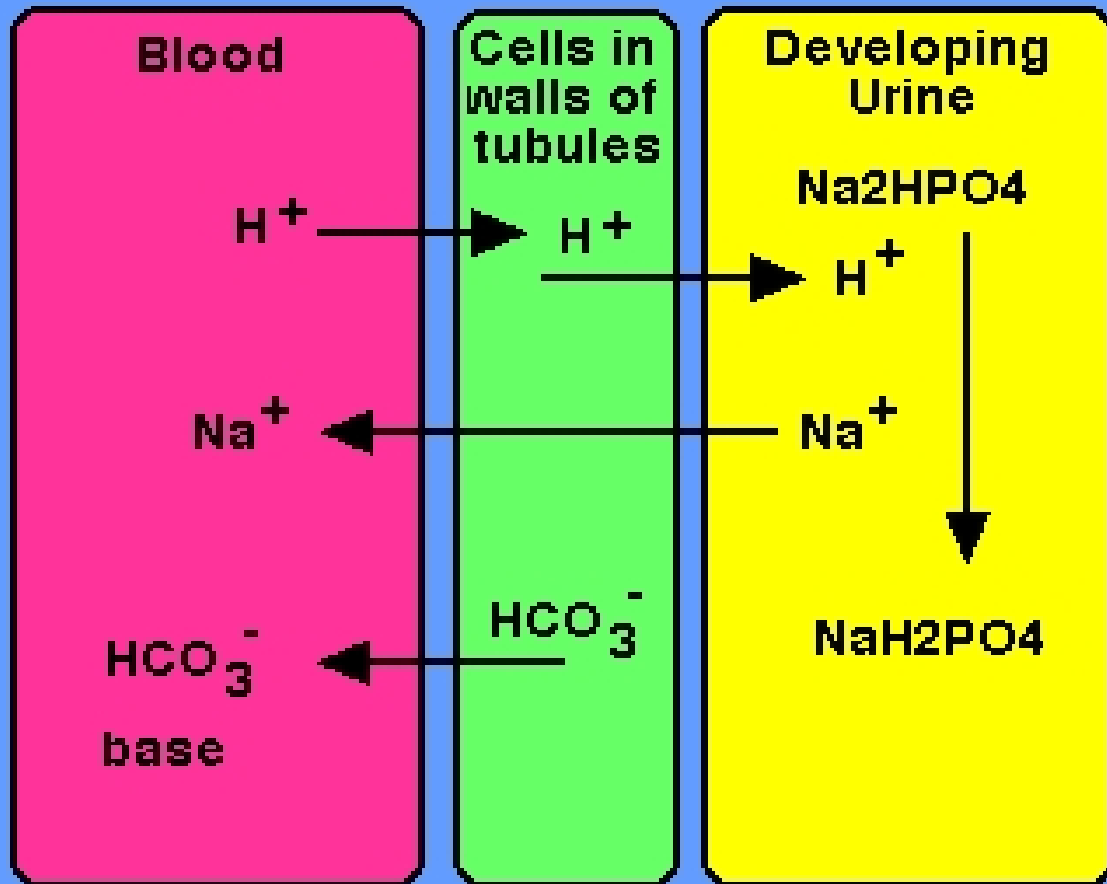 Blood
H+
Na+
HCO3-
base
Cells in
walls of
tubules
H+
HCO3-
Developing
Urine
Na2HPO4
H+
Na+
NaH2PO4